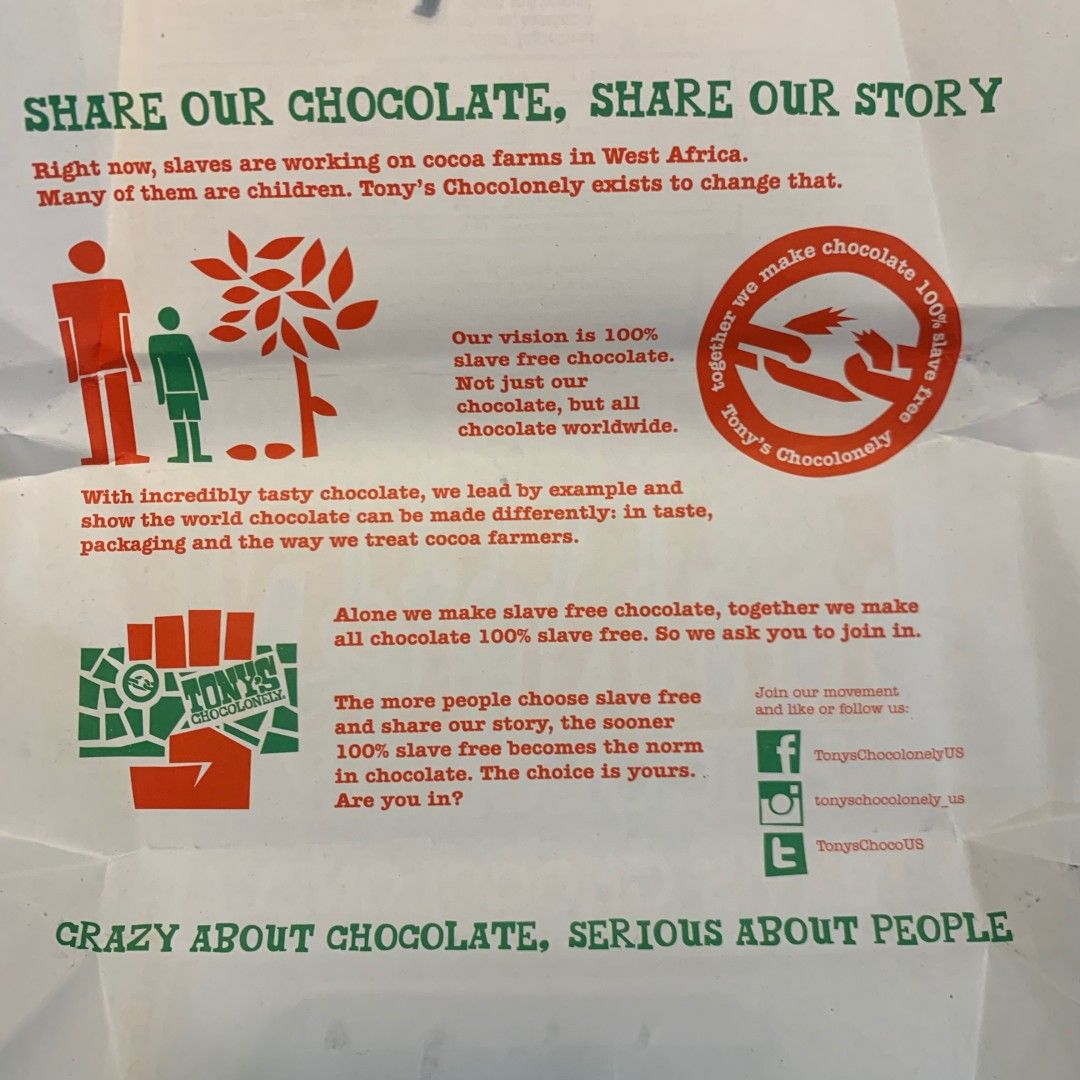 SHARE OUR CHOCOLATE, SHARE OUR STORY
Right now, slaves are working on cocoa farms in West Africa.
Many of them are children. Tony's Chocolonely exists to change that.
together we make chocolate 100% slave free
Tony's Chocolonely
Our vision is 100%
slave free chocolate.
Not just our
chocolate, but all
chocolate worldwide.
With incredibly tasty chocolate, we lead by example and
show the world chocolate can be made differently: in taste,
packaging and the way we treat cocoa farmers.
TONY'S
CHOCOLONELY
Alone we make slave free chocolate, together we make
all chocolate 100% slave free. So we ask you to join in.
The more people choose slave free
and share our story, the sooner
100% slave free becomes the norm
in chocolate. The choice is yours.
Are you in?
Join our movement
and like or follow us:
f TonysChocolonelyUS
tonyschocolonely_us
t TonysChocoUS
CRAZY ABOUT CHOCOLATE, SERIOUS ABOUT PEOPLE